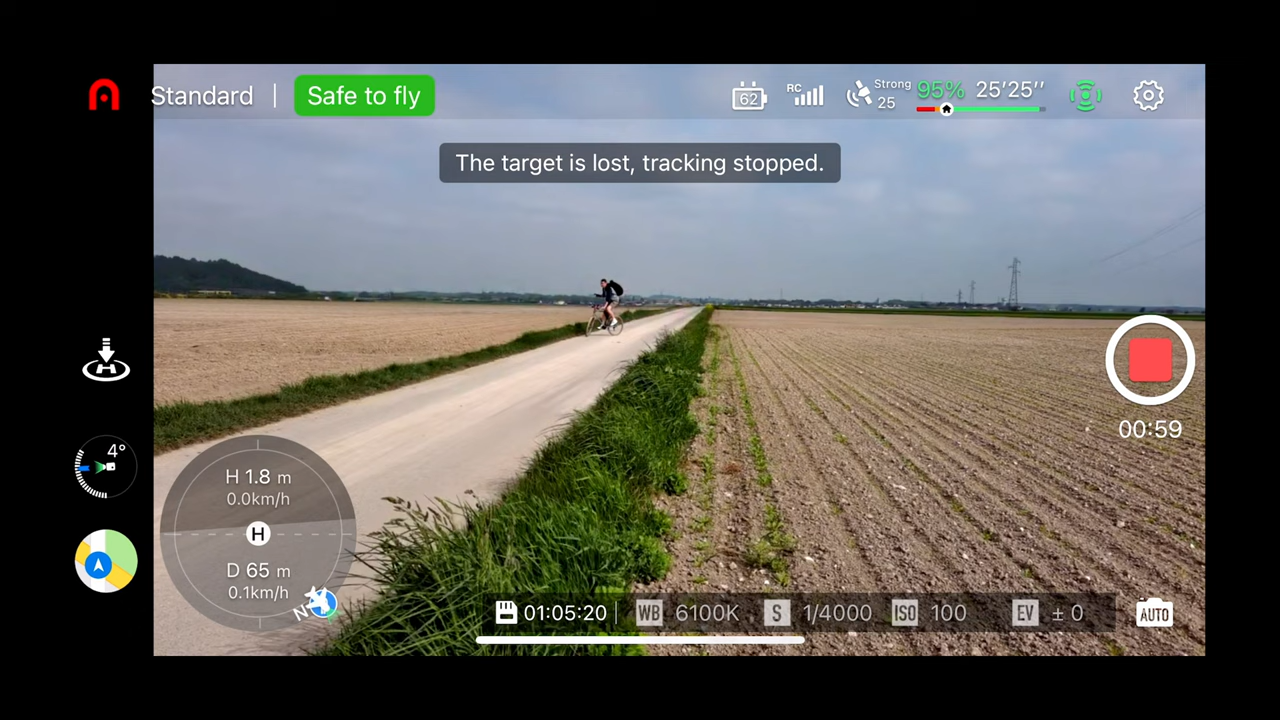 Standard | Safe to fly
62
RC
Strong
25
95% 25'25''
The target is lost, tracking stopped.
4°
00:59
H 1.8 m
0.0km/h
H
D 65 m
0.1km/h
N
01:05:20 | WB 6100K S 1/4000 ISO 100 EV ± 0
AUTO